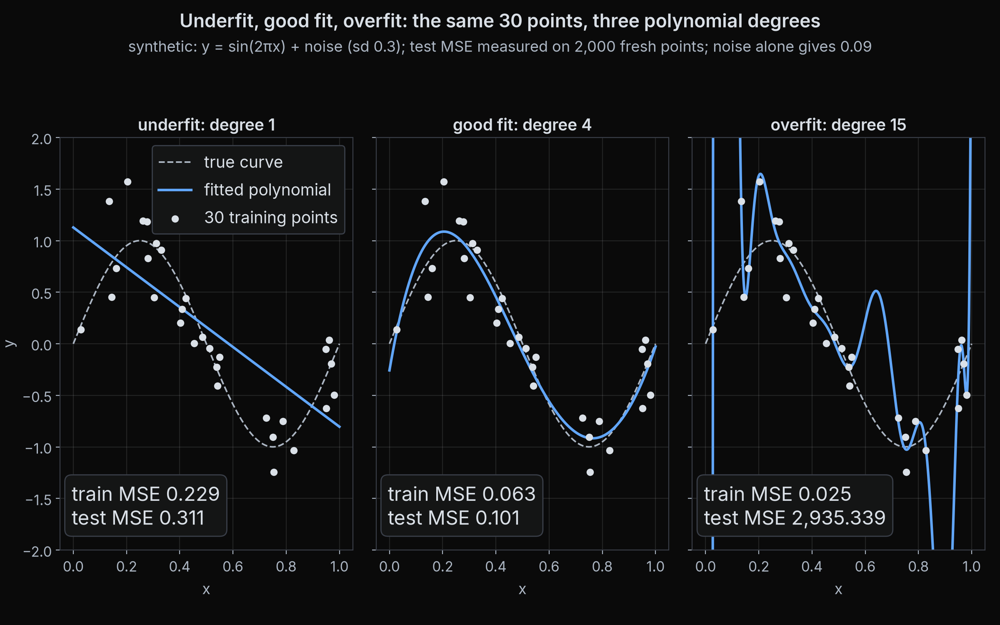 Underfit, good fit, overfit: the same 30 points, three polynomial degrees
synthetic: y = sin(2πx) + noise (sd 0.3); test MSE measured on 2,000 fresh points; noise alone gives 0.09
underfit: degree 1
2.0
1.5
1.0
0.5
0.0
−0.5
−1.0
−1.5
−2.0
y
true curve
fitted polynomial
30 training points
train MSE 0.229
test MSE 0.311
0.0 0.2 0.4 0.6 0.8 1.0
x
good fit: degree 4
train MSE 0.063
test MSE 0.101
0.0 0.2 0.4 0.6 0.8 1.0
x
overfit: degree 15
train MSE 0.025
test MSE 2,935.339
0.0 0.2 0.4 0.6 0.8 1.0
x